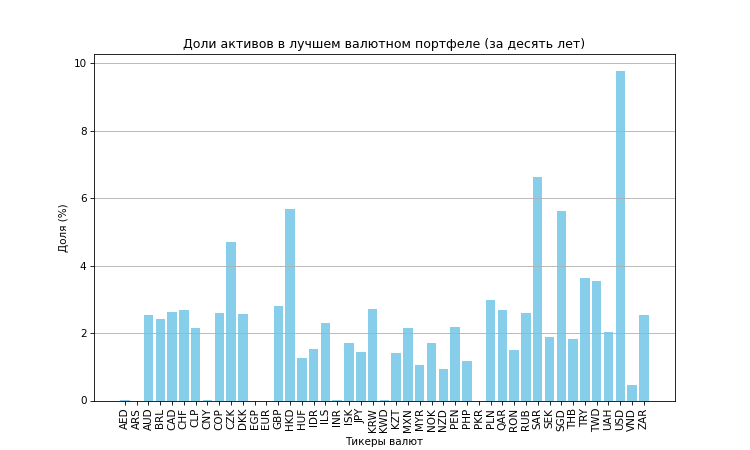 Доли активов в лучшем валютном портфеле (за десять лет)
Доля (%)
10
8
6
4
2
0
AED ARS AUD BRL CAD CHF CLP CNY COP CZK DKK EGP EUR GBP HKD HUF IDR ILS INR ISK JPY KRW KWD KZT MXN MYR NOK NZD PEN PHP PKR PLN QAR RON RUB SAR SEK SGD THB TRY TWD UAH USD VND ZAR
Тикеры валют